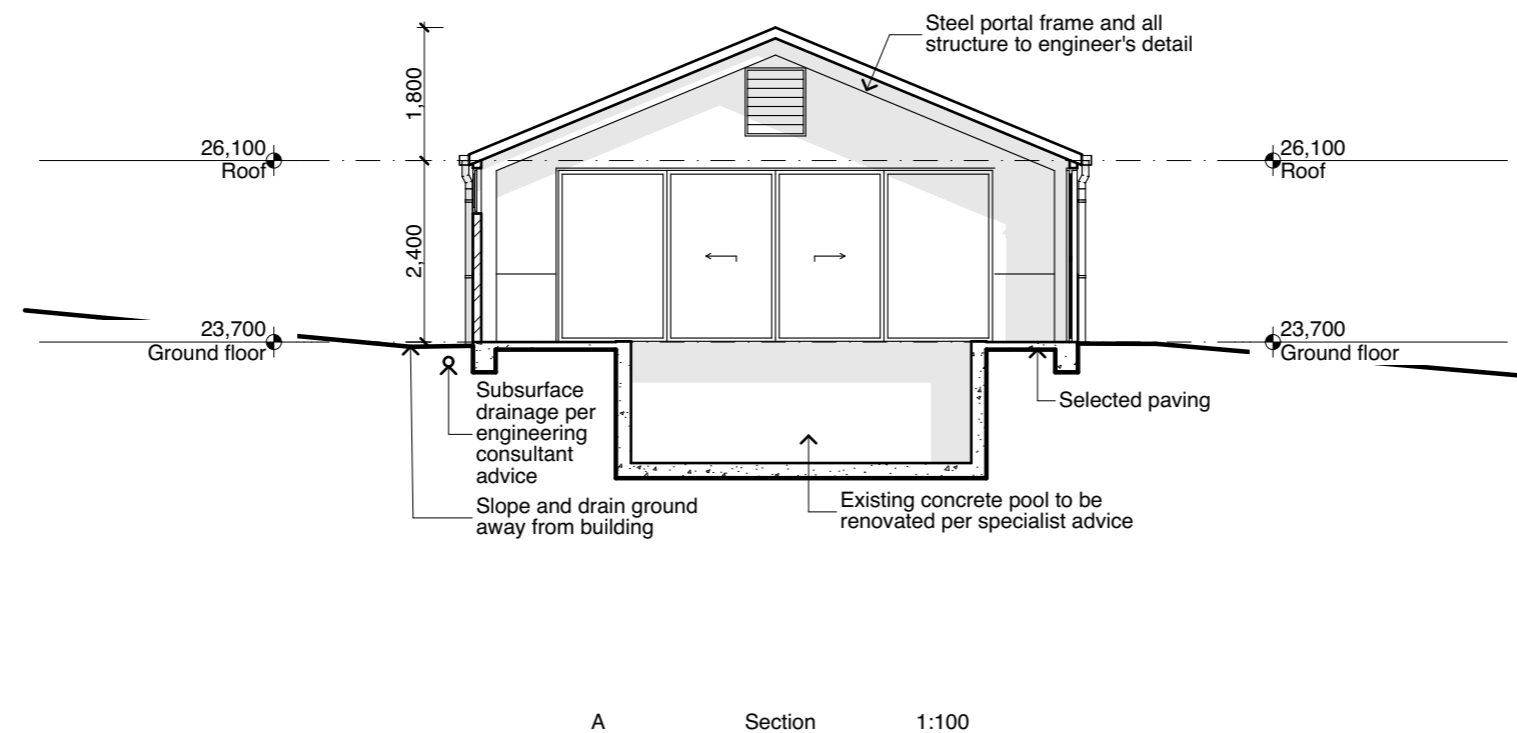 Steel portal frame and all
structure to engineer's detail
1,800
26,100
Roof
26,100
Roof
2,400
23,700
Ground floor
23,700
Ground floor
Subsurface
drainage per
engineering
consultant
advice
Selected paving
Slope and drain ground
away from building
Existing concrete pool to be
renovated per specialist advice
A Section 1:100